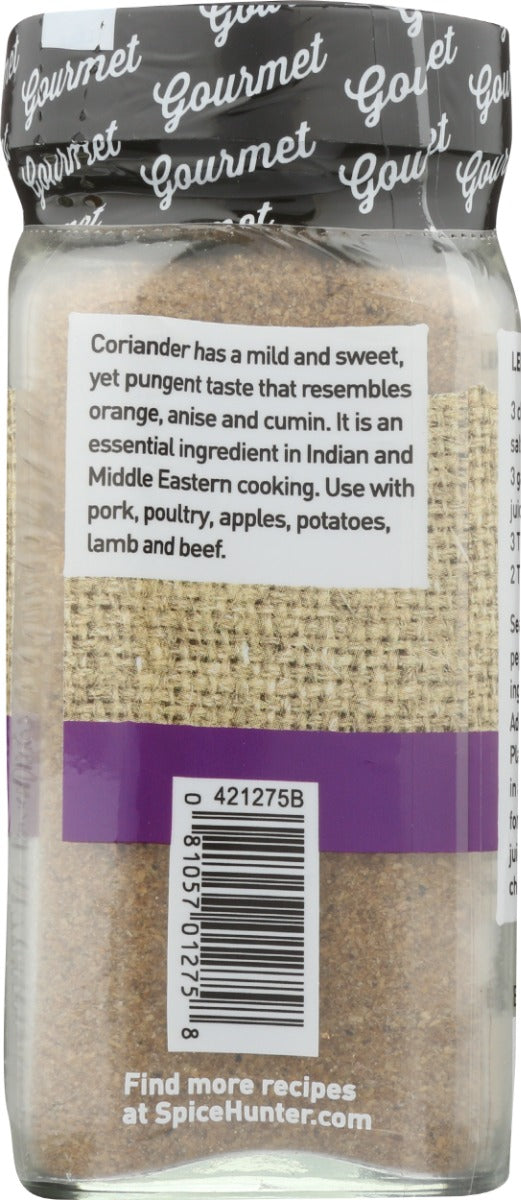 Gourmet
Gourmet
Gourmet
Gourmet
Coriander has a mild and sweet,
yet pungent taste that resembles
orange, anise and cumin. It is an
essential ingredient in Indian and
Middle Eastern cooking. Use with
pork, poultry, apples, potatoes,
lamb and beef.
421275B
0 81057 01275 8
Find more recipes
at SpiceHunter.com